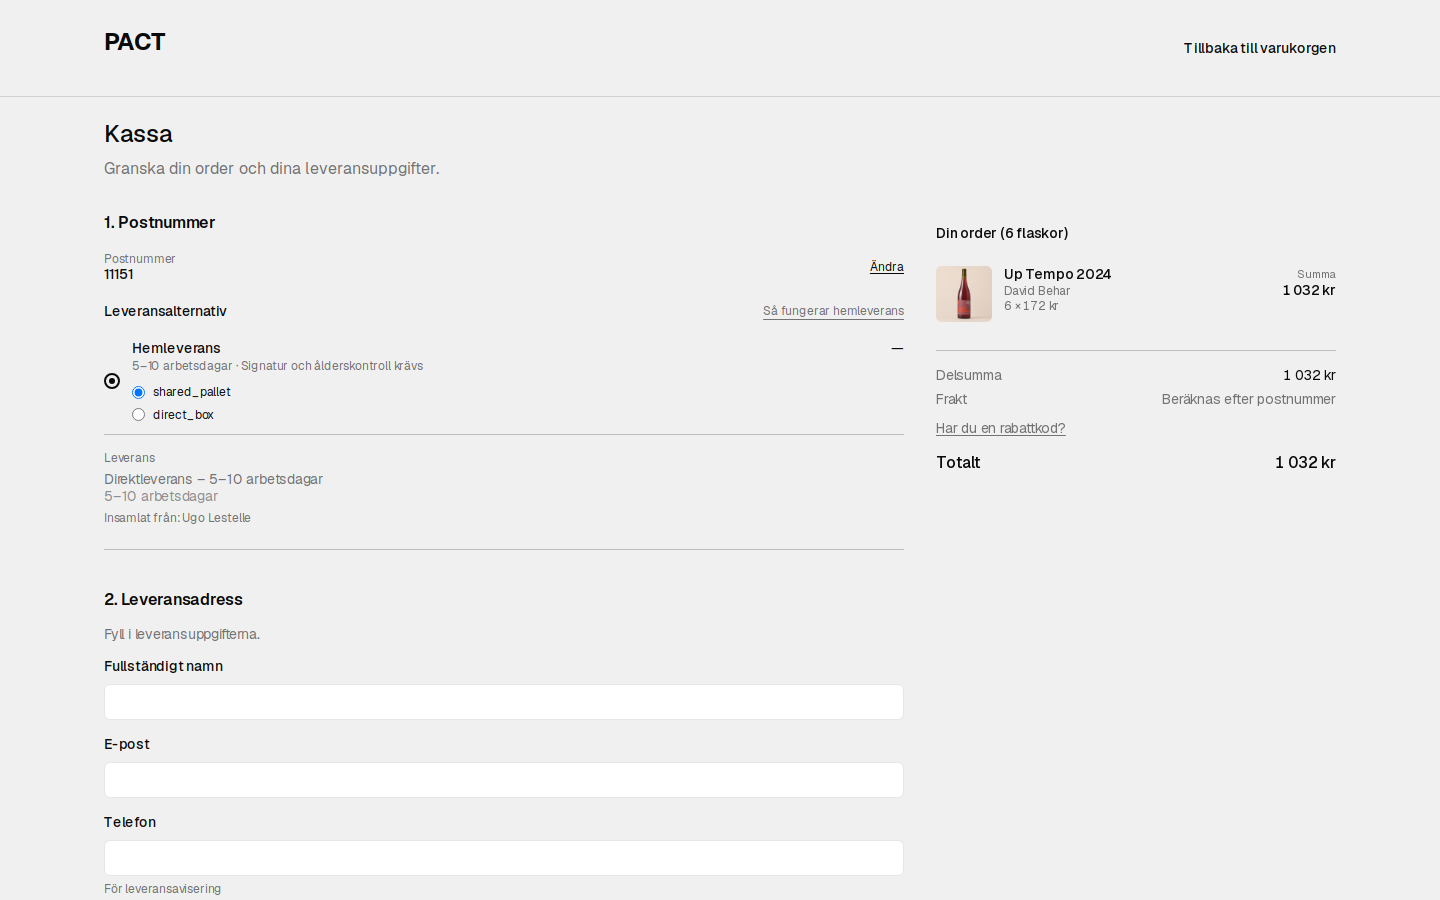 PACT
Tillbaka till varukorgen
Kassa
Granska din order och dina leveransuppgifter.
1. Postnummer
Postnummer
11151
Ändra
Leveransalternativ
Så fungerar hemleverans
Hemleverans
—
5–10 arbetsdagar · Signatur och ålderskontroll krävs
shared_pallet
direct_box
Leverans
Direktleverans – 5–10 arbetsdagar
5–10 arbetsdagar
Insamlat från: Ugo Lestelle
2. Leveransadress
Fyll i leveransuppgifterna.
Fullständigt namn
E-post
Telefon
För leveransavisering
Din order (6 flaskor)
Up Tempo 2024
David Behar
6 × 172 kr
Summa
1 032 kr
Delsumma
1 032 kr
Frakt
Beräknas efter postnummer
Har du en rabattkod?
Totalt
1 032 kr